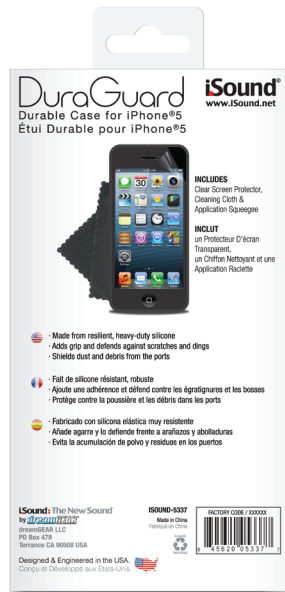 DuraGuard
Durable Case for iPhone®5
Étui Durable pour iPhone®5
iSound®
www.iSound.net
INCLUDES
Clear Screen Protector,
Cleaning Cloth &
Application Squeegee
INCLUT
un Protecteur D'écran
Transparent,
un Chiffon Nettoyant et une
Application Raclette
· Made from resilient, heavy-duty silicone
· Adds grip and defends against scratches and dings
· Shields dust and debris from the ports
· Fait de silicone résistant, robuste
· Ajoute une adhérence et défend contre les égratignures et les bosses
· Protège contre la poussière et les débris dans les ports
· Fabricado con silicona elástica muy resistente
· Añade agarre y lo defiende frente a arañazos y abolladuras
· Evita la acumulación de polvo y residuos en los puertos
iSound: The New Sound™
by dreamGEAR
dreamGEAR LLC
PO Box 478
Torrance CA 90508 USA
Designed & Engineered in the USA.
Conçu et Développé aux États-Unis.
ISOUND-5337
Made in China
Fabriqué en Chine
FACTORY CODE / XXXXXX
8 45620 05337 7